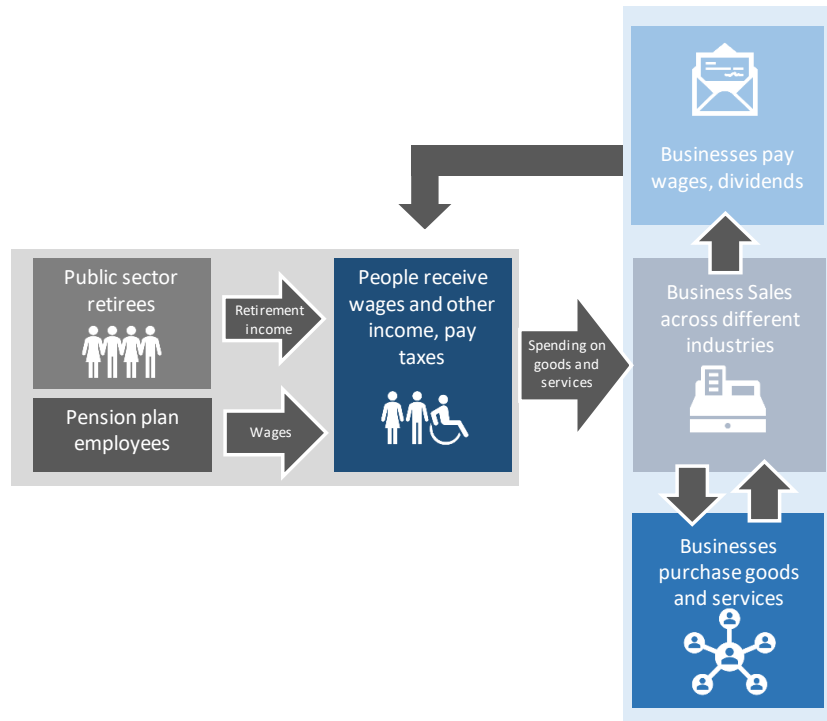 Businesses pay
wages, dividends
Public sector
retirees
Retirement
income
People receive
wages and other
income, pay
taxes
Spending on
goods and
services
Business Sales
across different
industries
Pension plan
employees
Wages
Businesses
purchase goods
and services